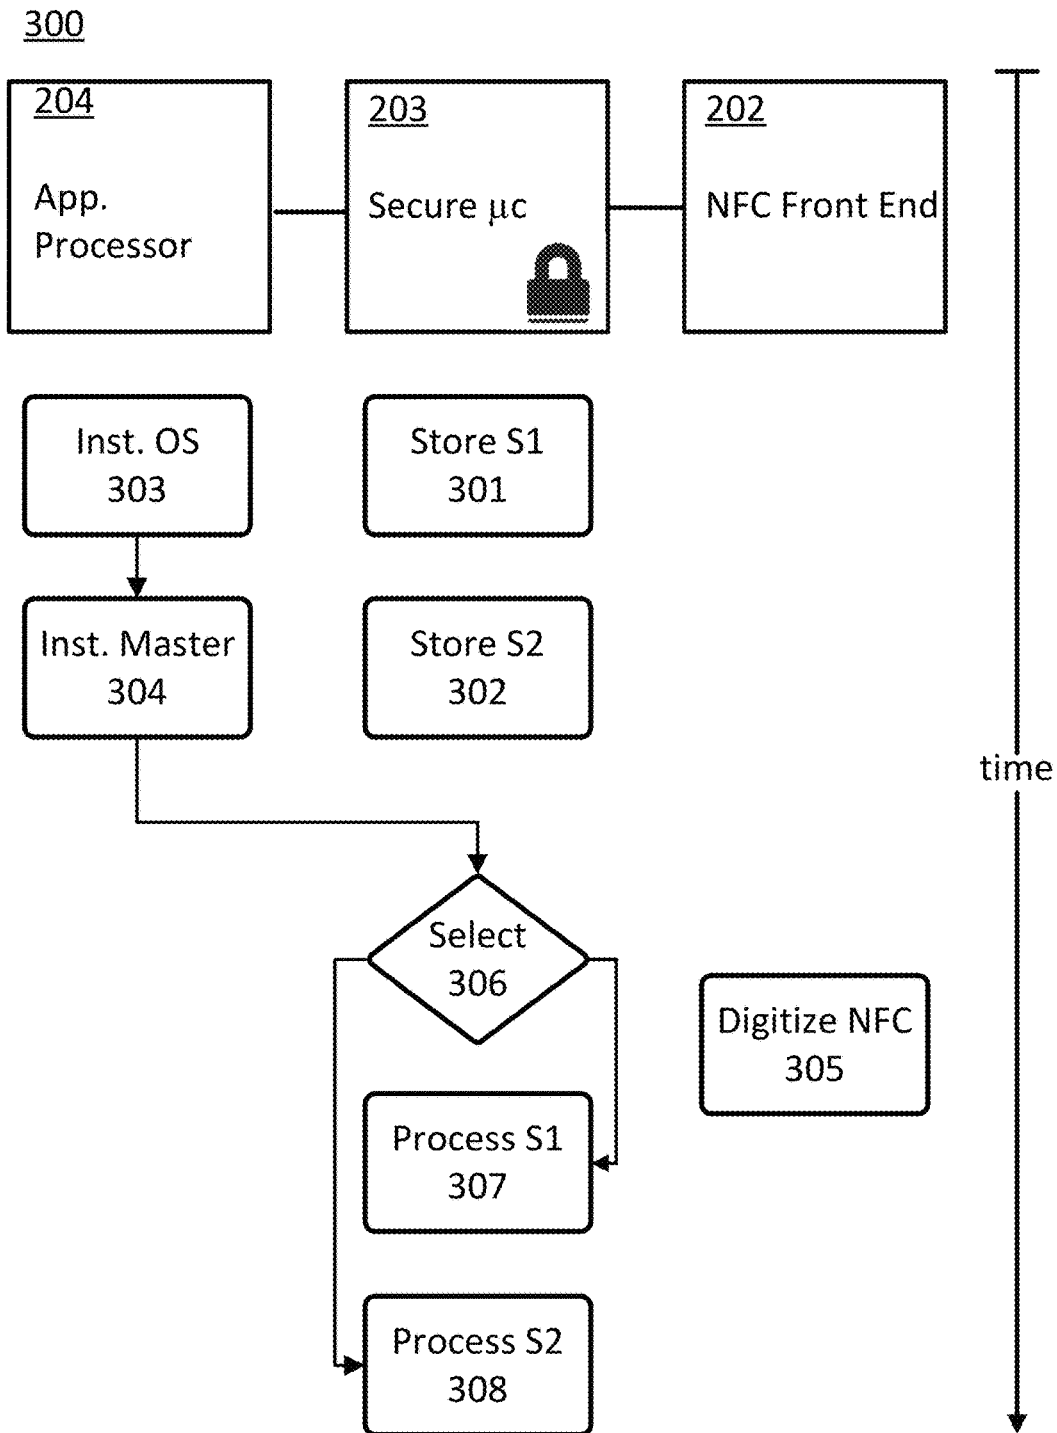 300
204
App.
Processor
203
Secure μc
202
NFC Front End
Inst. OS
303
Store S1
301
Inst. Master
304
Store S2
302
time
Select
306
Digitize NFC
305
Process S1
307
Process S2
308